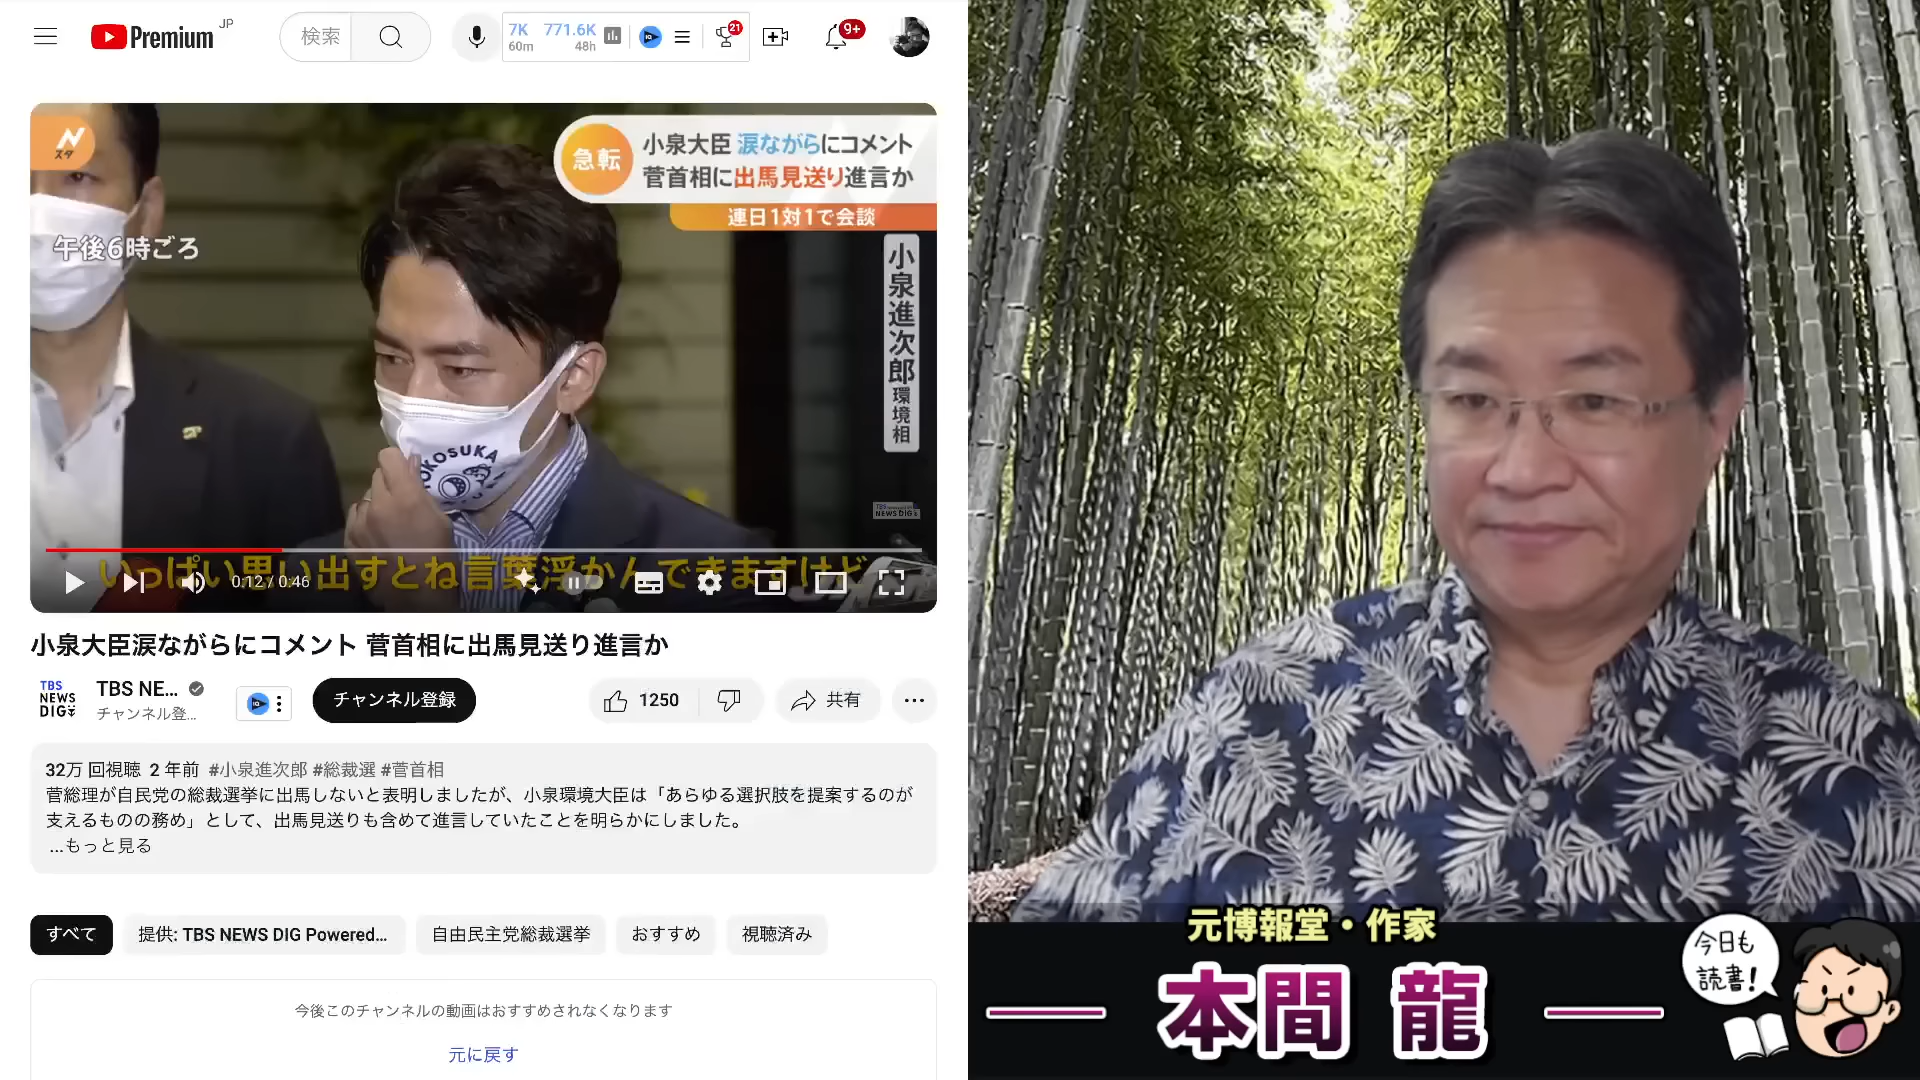 Premium JP
検索
7K 771.6K
60m 48h
21
9+
スタ
午後6時ごろ
急転
小泉大臣 涙ながらにコメント
菅首相に出馬見送り進言か
連日1対1で会談
小泉進次郎 環境相
YOKOSUKA
NEWS DIG
いっぱい思い出すとね言葉浮かんできますけど
0:12 / 0:46
小泉大臣涙ながらにコメント 菅首相に出馬見送り進言か
TBS NEWS DIG
TBS NE...
チャンネル登...
チャンネル登録
1250
共有
32万 回視聴 2 年前 #小泉進次郎 #総裁選 #菅首相
菅総理が自民党の総裁選挙に出馬しないと表明しましたが、小泉環境大臣は「あらゆる選択肢を提案するのが
支えるものの務め」として、出馬見送りも含めて進言していたことを明らかにしました。
...もっと見る
すべて
提供: TBS NEWS DIG Powered...
自由民主党総裁選挙
おすすめ
視聴済み
今後このチャンネルの動画はおすすめされなくなります
元に戻す
元博報堂・作家
本間 龍
今日も
読書!